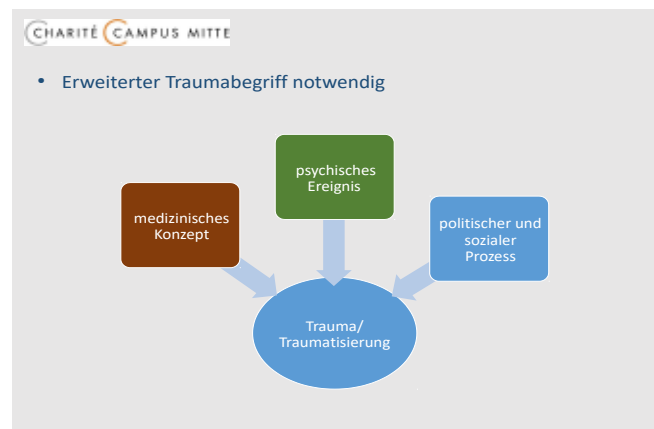 CHARITÉ CAMPUS MITTE
• Erweiterter Traumabegriff notwendig
psychisches
Ereignis
medizinisches
Konzept
politischer und
sozialer
Prozess
Trauma/
Traumatisierung